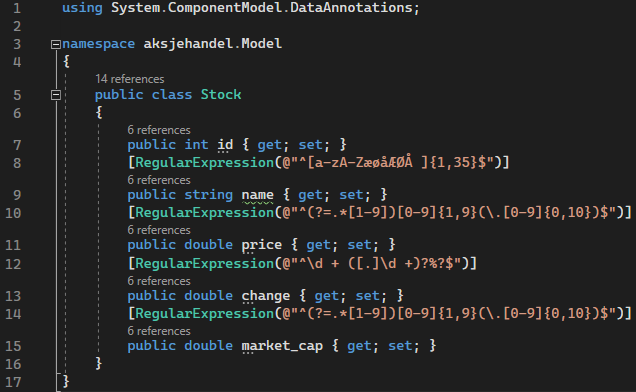 1 using System.ComponentModel.DataAnnotations;
2
3 namespace aksjehandel.Model
4 {
14 references
5 public class Stock
6 {
6 references
7 public int id { get; set; }
8 [RegularExpression(@"^[a-zA-ZæøåÆØÅ ]{1,35}$")]
6 references
9 public string name { get; set; }
10 [RegularExpression(@"^(?=.*[1-9])[0-9]{1,9}(\.[0-9]{0,10})$")]
6 references
11 public double price { get; set; }
12 [RegularExpression(@"^\d + ([.]\d +)?%?$")]
6 references
13 public double change { get; set; }
14 [RegularExpression(@"^(?=.*[1-9])[0-9]{1,9}(\.[0-9]{0,10})$")]
6 references
15 public double market_cap { get; set; }
16 }
17 }